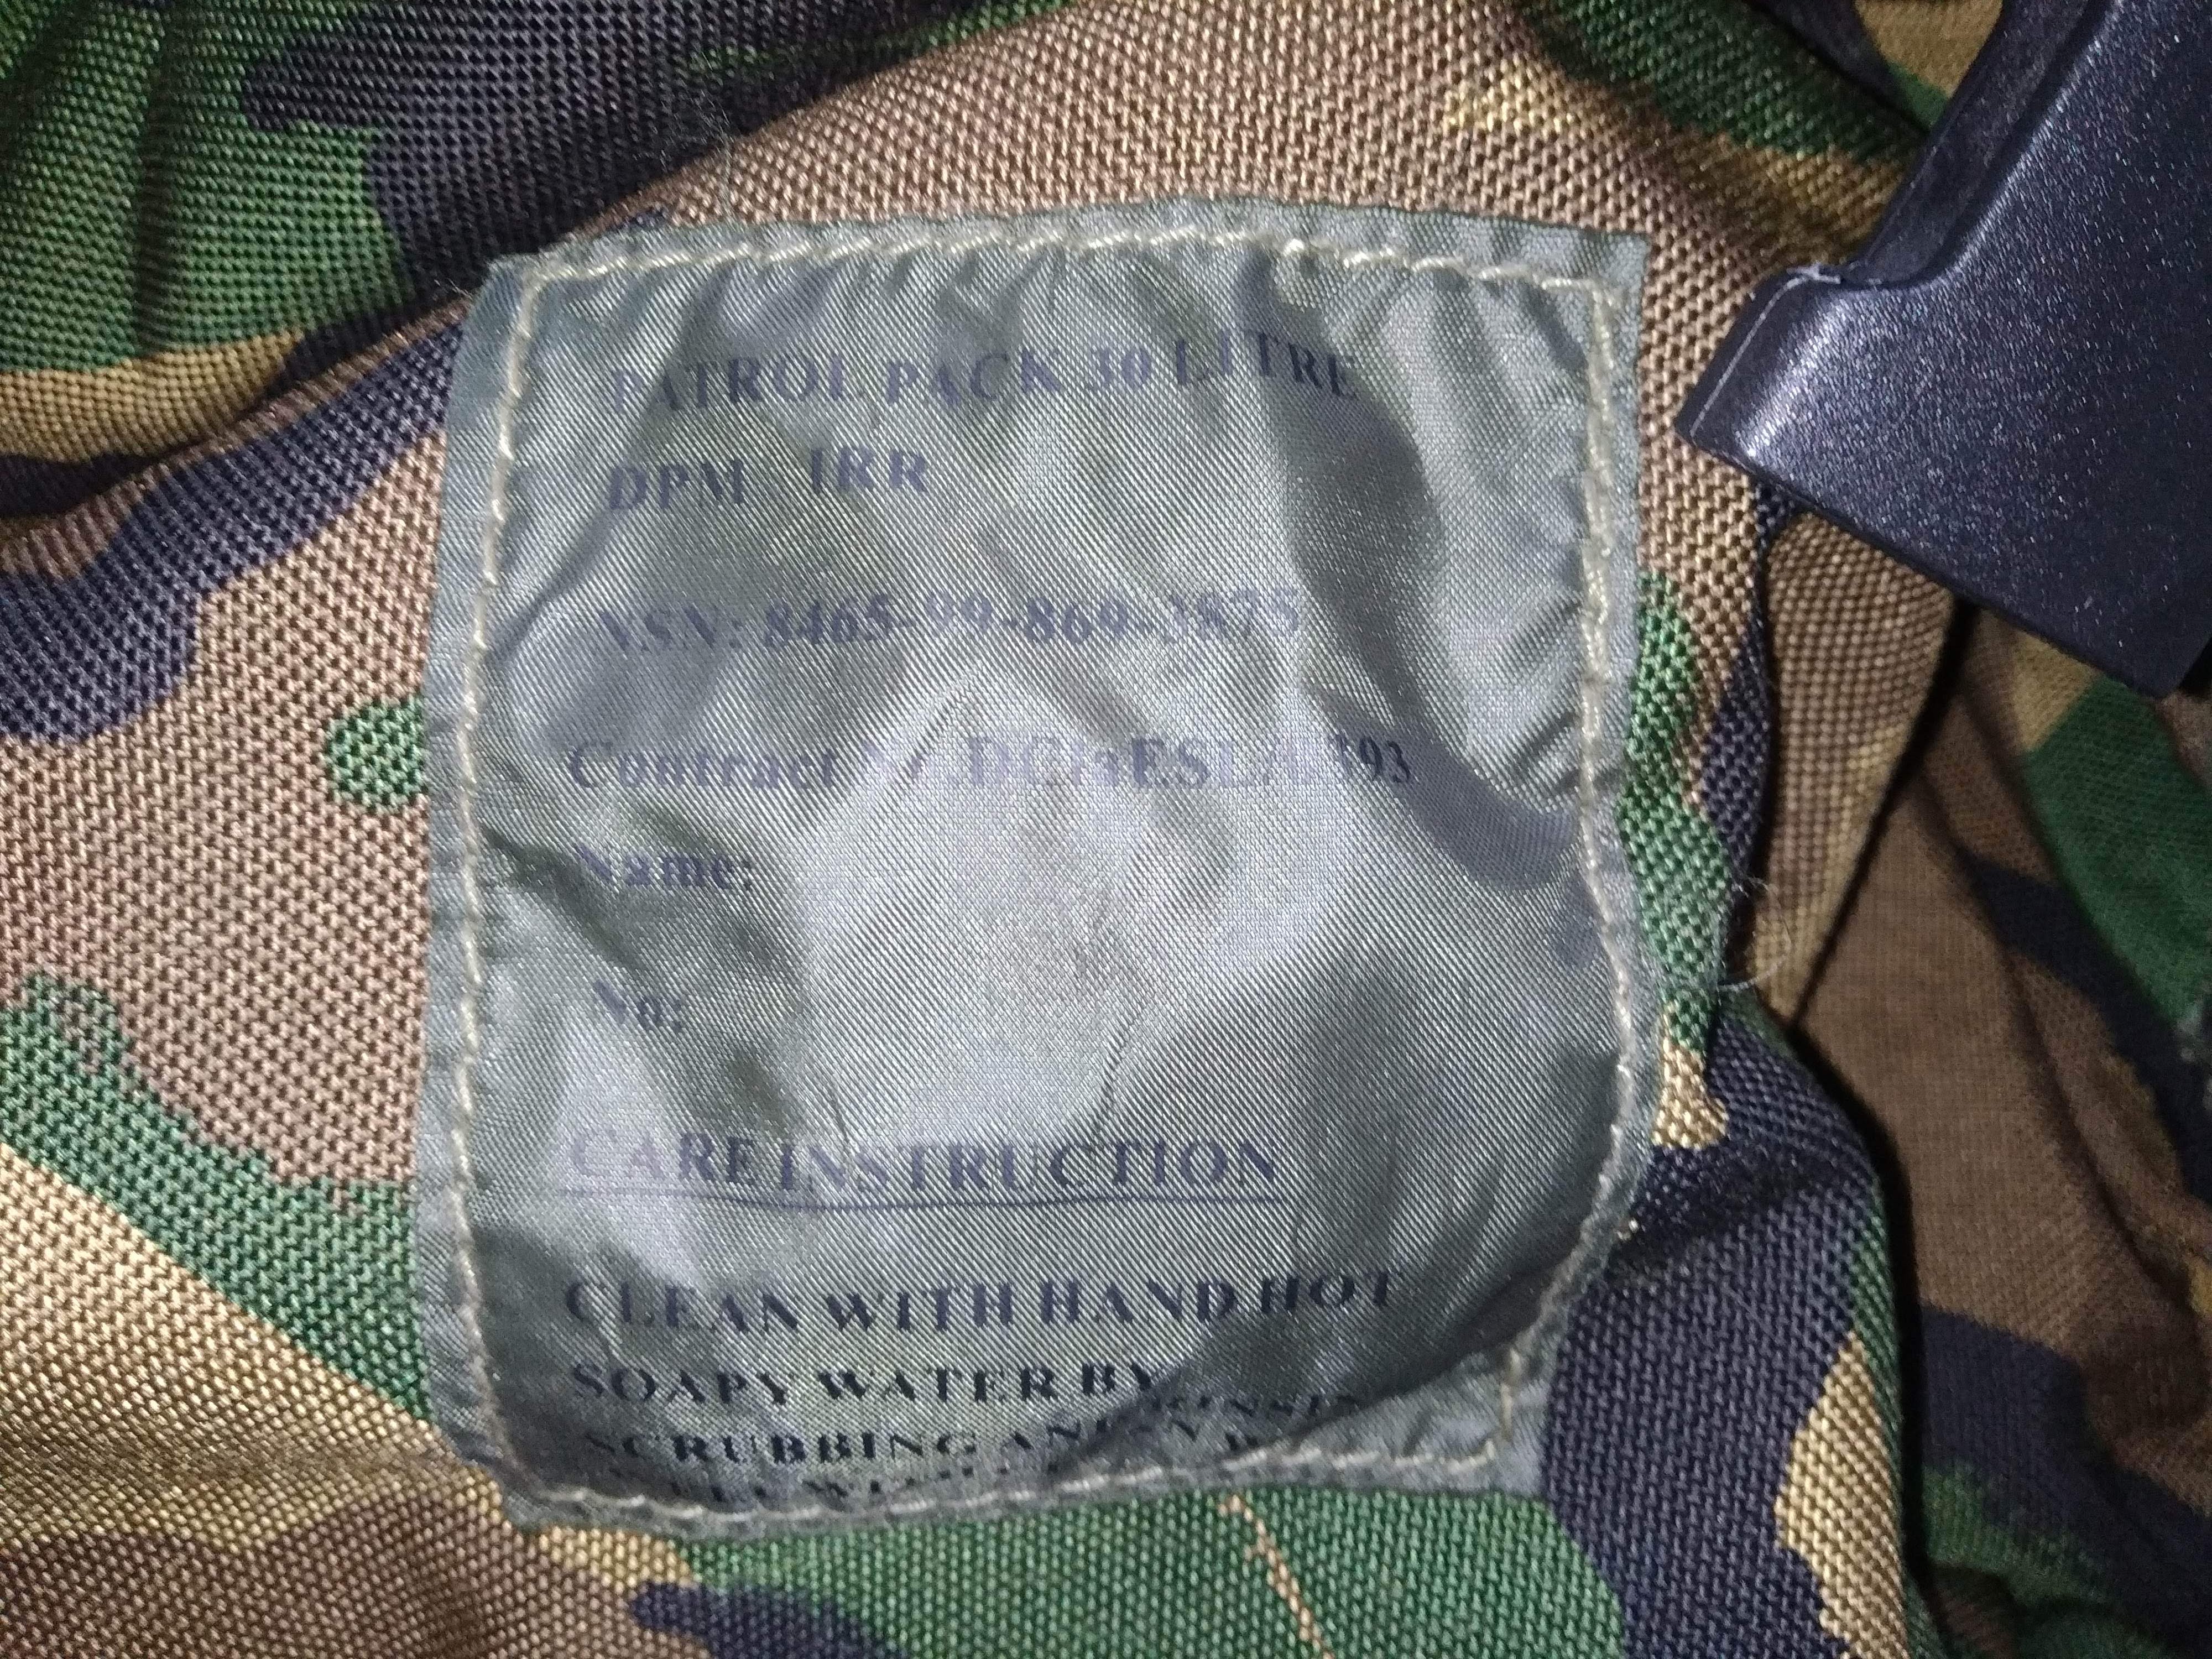 PATROL PACK 30 LITRE
DPM IRR
NSN: 8465-99-869-3875
Contract
Name:
No:
CARE INSTRUCTION
CLEAN WITH HAND HOT
SOAPY WATER BY
SCRUBBING